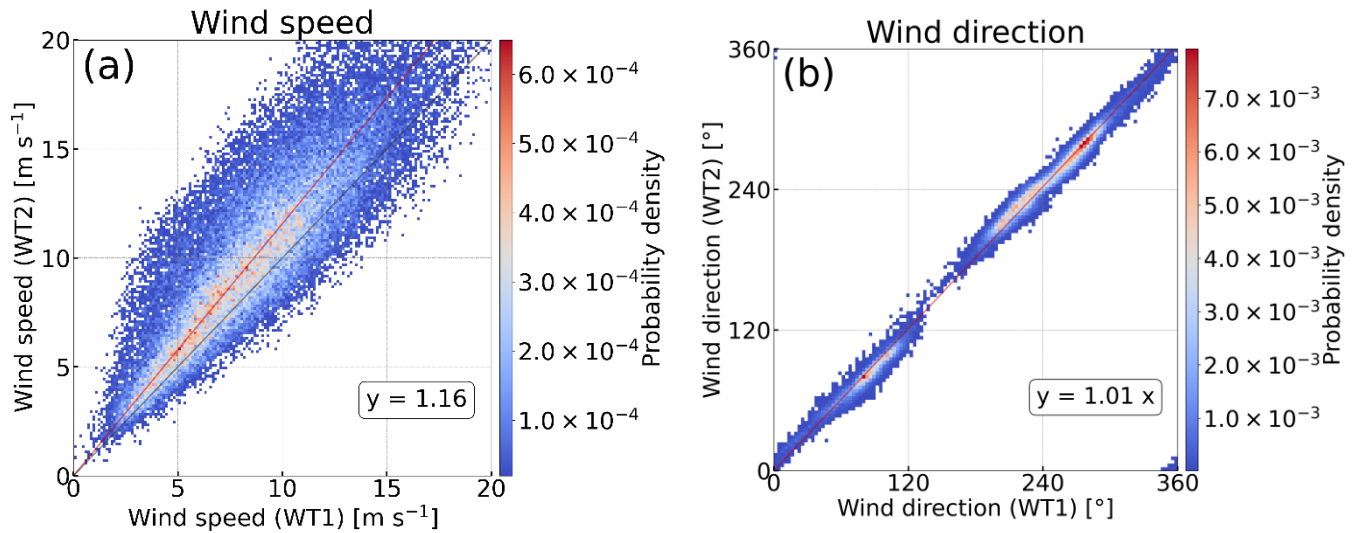 Wind speed
(a)
20
15
10
5
0
0 5 10 15 20
Wind speed (WT2) [m s⁻¹]
Wind speed (WT1) [m s⁻¹]
y = 1.16
6.0 × 10⁻⁴
5.0 × 10⁻⁴
4.0 × 10⁻⁴
3.0 × 10⁻⁴
2.0 × 10⁻⁴
1.0 × 10⁻⁴
Probability density
Wind direction
(b)
360
240
120
0
0 120 240 360
Wind direction (WT2) [°]
Wind direction (WT1) [°]
y = 1.01 x
7.0 × 10⁻³
6.0 × 10⁻³
5.0 × 10⁻³
4.0 × 10⁻³
3.0 × 10⁻³
2.0 × 10⁻³
1.0 × 10⁻³
Probability density